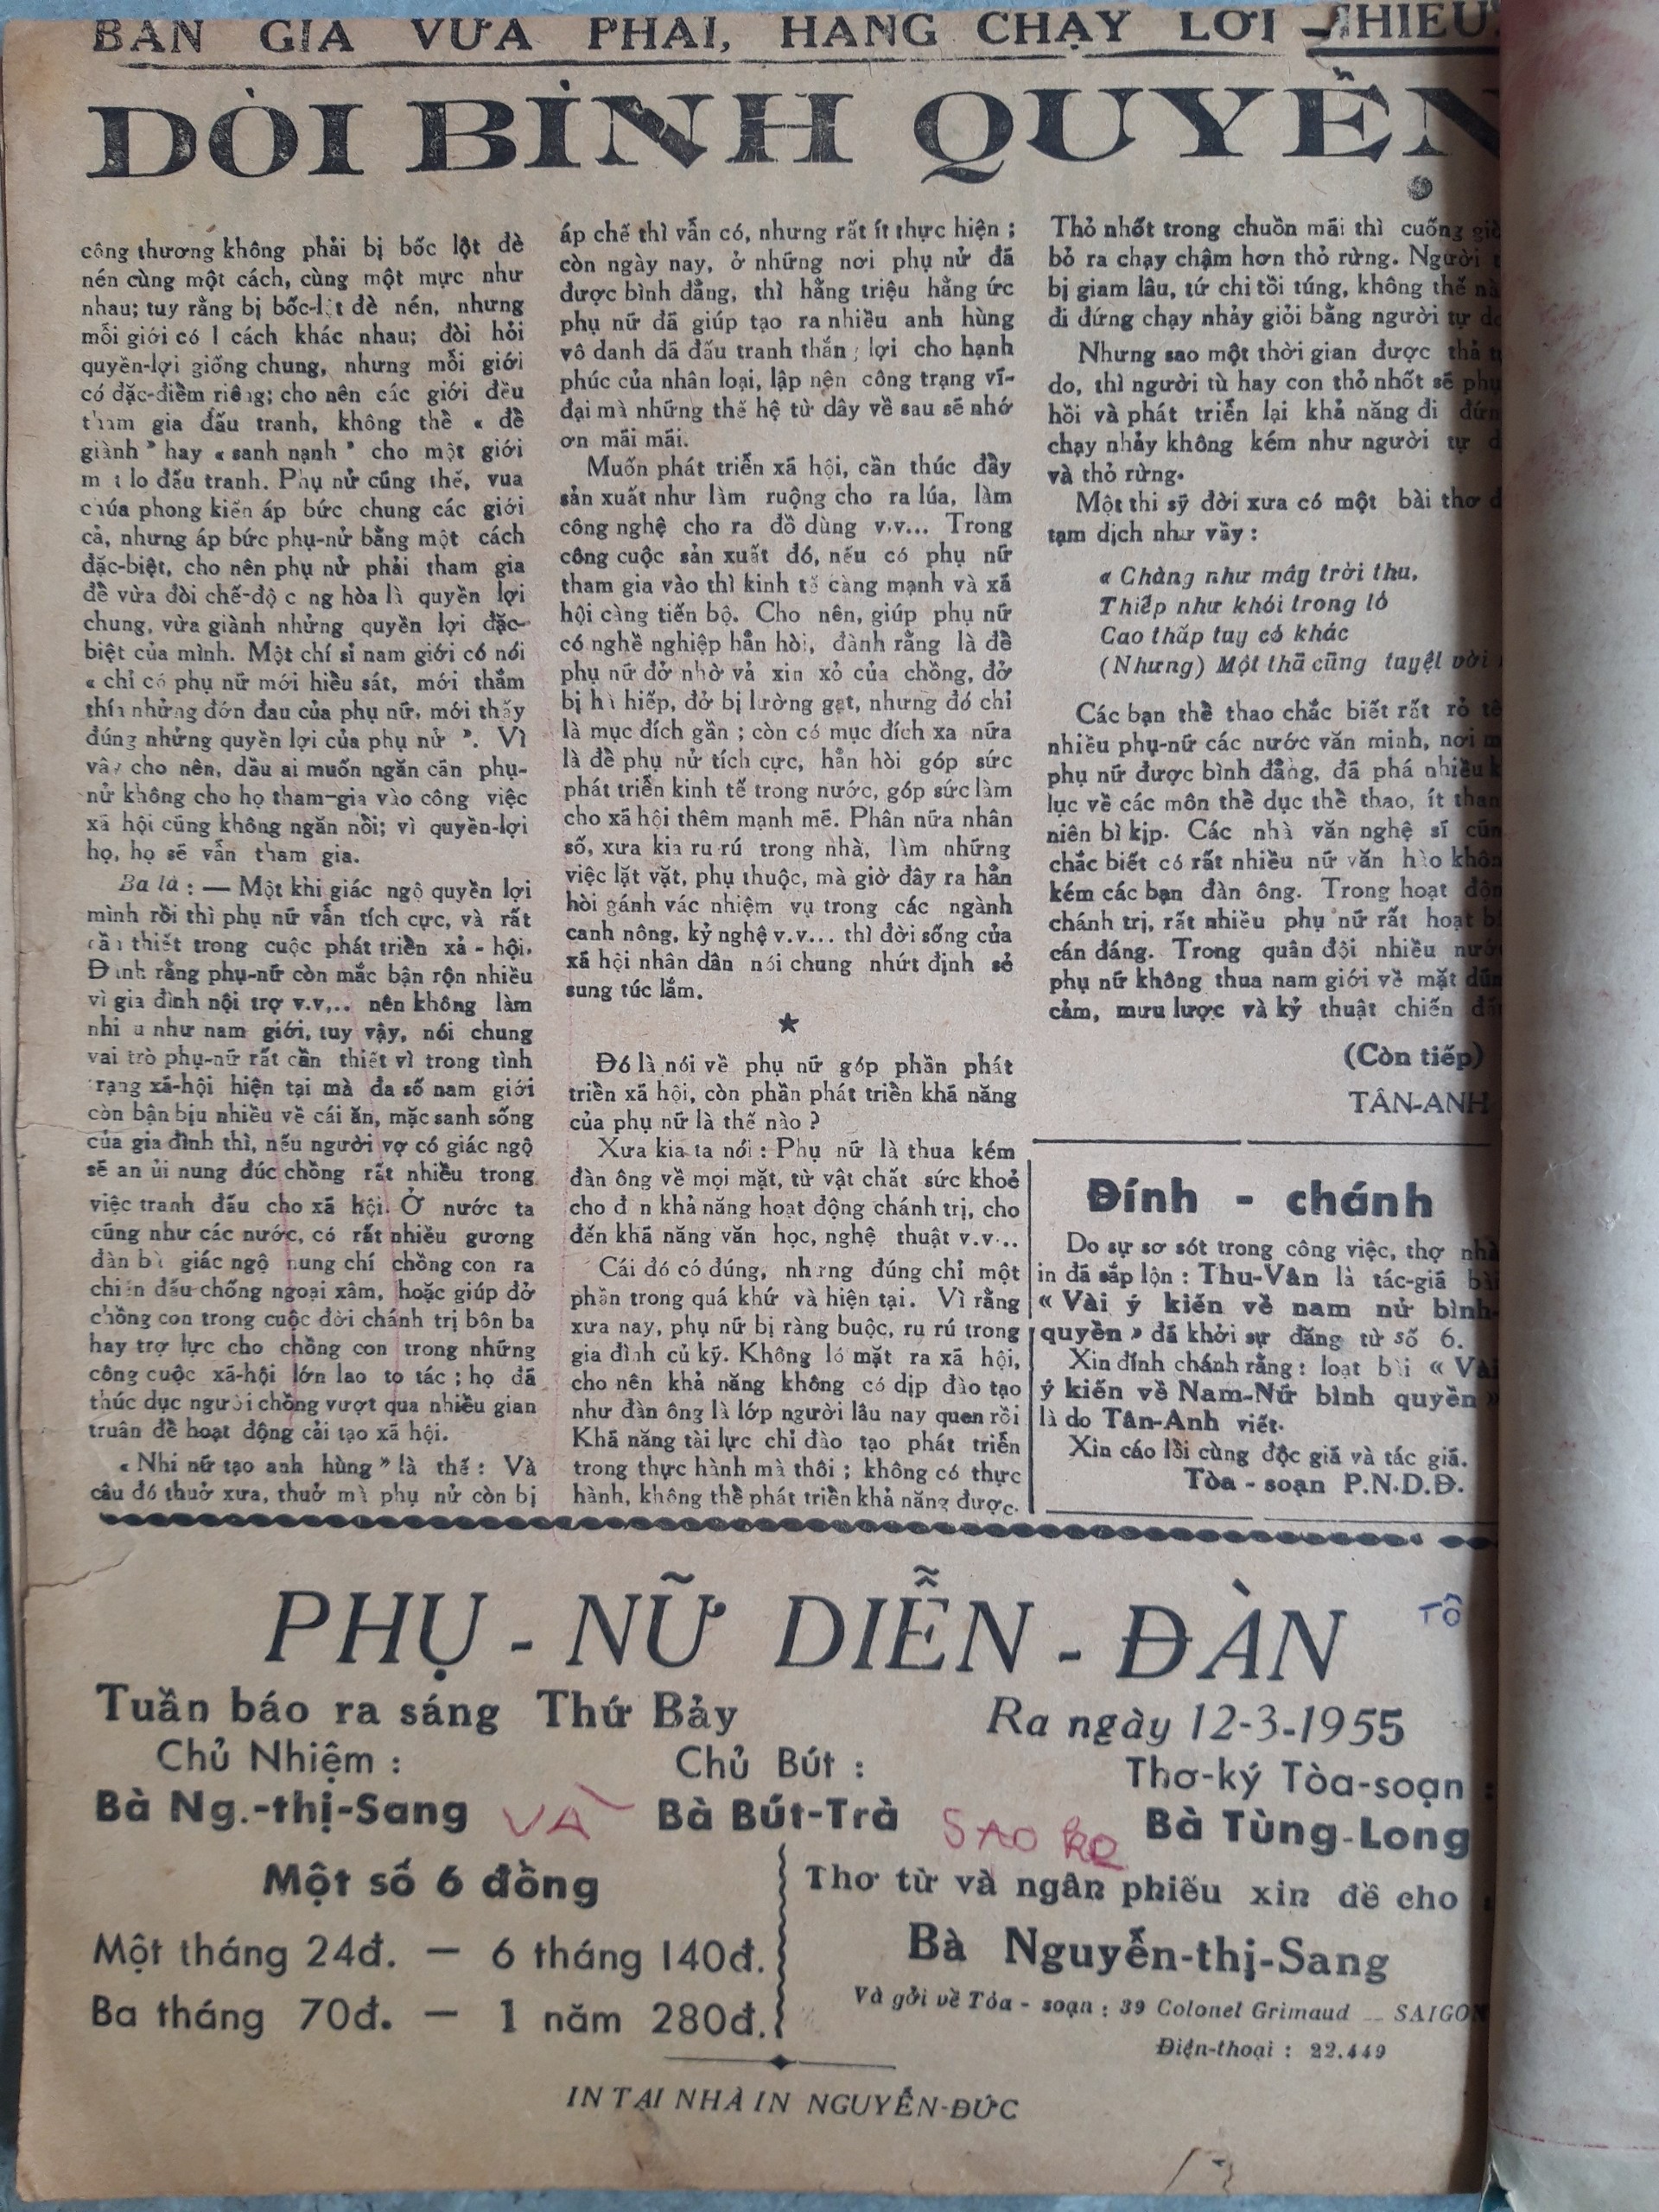 BÁN GIÁ VỪA PHẢI, HÀNG CHẠY LỜI
DÒI BÌNH QUYỀN
công thương không phải bị bốc lột đè
nén cùng một cách, cùng một mực như
nhau; tuy rằng bị bốc-lột đè nén, nhưng
mỗi giới có 1 cách khác nhau; đòi hỏi
quyền-lợi giống chung, nhưng mỗi giới
có đặc-điểm riêng; cho nên các giới đều
tham gia đấu tranh, không thể « để
giành » hay « sanh nạnh » cho một giới
lo đấu tranh. Phụ nử cũng thế, vua
chúa phong kiến áp bức chung các giới
cả, nhưng áp bức phụ-nử bằng một cách
đặc-biệt, cho nên phụ nử phải tham gia
để vừa đòi chế-độ cộng hòa là quyền lợi
chung, vừa giành những quyền lợi đặc-
biệt của mình. Một chí sỉ nam giới có nói
« chỉ có phụ nữ mới hiểu sát, mới thấm
thía những đớn đau của phụ nữ, mới thấy
đúng những quyền lợi của phụ nử ». Vì
vậy cho nên, dầu ai muốn ngăn cãn phụ-
nử không cho họ tham-gia vào công việc
xã hội cũng không ngăn nổi; vì quyền-lợi
họ, họ sẽ vẫn tham gia.
Ba là : — Một khi giác ngộ quyền lợi
mình rồi thì phụ nữ vẫn tích cực, và rất
cần thiết trong cuộc phát triển xã - hội.
Đành rằng phụ-nữ còn mắc bận rộn nhiều
vì gia đình nội trợ v.v... nên không làm
nhiều như nam giới, tuy vậy, nói chung
vai trò phụ-nữ rất cần thiết vì trong tình
trạng xã-hội hiện tại mà đa số nam giới
còn bận bịu nhiều về cái ăn, mặc sanh sống
của gia đình thì, nếu người vợ có giác ngộ
sẽ an ủi nung đúc chồng rất nhiều trong
việc tranh đấu cho xã hội. Ở nước ta
cũng như các nước, có rất nhiều gương
đàn bà giác ngộ nung chí chồng con ra
chiến đấu chống ngoại xâm, hoặc giúp đở
chồng con trong cuộc đời chánh trị bôn ba
hay trợ lực cho chồng con trong những
công cuộc xã-hội lớn lao to tác ; họ đã
thúc dục người chồng vượt qua nhiều gian
truân để hoạt động cải tạo xã hội.
« Nhi nữ tạo anh hùng » là thế : Và
câu đó thuở xưa, thuở mà phụ nử còn bị
áp chế thì vẫn có, nhưng rất ít thực hiện ;
còn ngày nay, ở những nơi phụ nử đã
được bình đẳng, thì hằng triệu hằng ức
phụ nữ đã giúp tạo ra nhiều anh hùng
vô danh đã đấu tranh thắng lợi cho hạnh
phúc của nhân loại, lập nên công trạng vĩ-
đại mà những thế hệ từ dây về sau sẽ nhớ
ơn mãi mãi.
Muốn phát triển xã hội, cần thúc đẩy
sản xuất như làm ruộng cho ra lúa, làm
công nghệ cho ra đồ dùng v.v... Trong
công cuộc sản xuất đó, nếu có phụ nữ
tham gia vào thì kinh tế càng mạnh và xã
hội càng tiến bộ. Cho nên, giúp phụ nữ
có nghề nghiệp hẳn hòi, đành rằng là để
phụ nữ đở nhờ vả xin xỏ của chồng, đở
bị hà hiếp, đở bị lường gạt, nhưng đó chỉ
là mục đích gần ; còn có mục đích xa nữa
là để phụ nử tích cực, hẳn hòi góp sức
phát triển kinh tế trong nước, góp sức làm
cho xã hội thêm mạnh mẽ. Phân nữa nhân
số, xưa kia ru rú trong nhà, làm những
việc lặt vặt, phụ thuộc, mà giờ đây ra hẳn
hòi gánh vác nhiệm vụ trong các ngành
canh nông, kỷ nghệ v.v... thì đời sống của
xã hội nhân dân nói chung nhứt định sẻ
sung túc lắm.
★
Đó là nói về phụ nữ góp phần phát
triển xã hội, còn phần phát triển khả năng
của phụ nữ là thế nào ?
Xưa kia ta nói : Phụ nữ là thua kém
đàn ông về mọi mặt, từ vật chất sức khoẻ
cho đến khả năng hoạt động chánh trị, cho
đến khả năng văn học, nghệ thuật v.v...
Cái đó có đúng, nhưng đúng chỉ một
phần trong quá khứ và hiện tại. Vì rằng
xưa nay, phụ nữ bị ràng buộc, ru rú trong
gia đình củ kỹ. Không ló mặt ra xã hội,
cho nên khả năng không có dịp đào tạo
như đàn ông là lớp người lâu nay quen rồi
Khả năng tài lực chỉ đào tạo phát triển
trong thực hành mà thôi ; không có thực
hành, không thể phát triển khả năng được.
Thỏ nhốt trong chuồn mãi thì cuống giò
bỏ ra chạy chậm hơn thỏ rừng. Người
bị giam lâu, tứ chi tồi túng, không thể
đi đứng chạy nhảy giỏi bằng người tự do
Nhưng sao một thời gian được thả tự
do, thì người tù hay con thỏ nhốt sẽ phục
hồi và phát triển lại khả năng đi đứng
chạy nhảy không kém như người tự do
và thỏ rừng.
Một thi sỹ đời xưa có một bài thơ
tạm dịch như vầy :
« Chàng như mây trời thu,
Thiếp như khói trong lò
Cao thấp tuy có khác
(Nhưng) Một thã cũng tuyệt vời
Các bạn thể thao chắc biết rất rỏ
nhiều phụ-nữ các nước văn minh, nơi
phụ nữ được bình đẳng, đã phá nhiều
lục về các môn thể dục thể thao, ít thanh
niên bì kịp. Các nhà văn nghệ sĩ cũng
chắc biết có rất nhiều nữ văn hào không
kém các bạn đàn ông. Trong hoạt động
chánh trị, rất nhiều phụ nữ rất hoạt bát
cán đáng. Trong quân đội nhiều nước
phụ nữ không thua nam giới về mặt dũng
cảm, mưu lược và kỷ thuật chiến đấu
(Còn tiếp)
TÂN-ANH
Đính - chánh
Do sự sơ sót trong công việc, thợ nhà
in đã sắp lộn : Thu-Vân là tác-giả bài
« Vài ý kiến về nam nử bình-
quyền » đã khởi sự đăng từ số 6.
Xin đính chánh rằng : loạt bài « Vài
ý kiến về Nam-Nữ bình quyền »
là do Tân-Anh viết.
Xin cáo lỗi cùng độc giả và tác giả.
Tòa - soạn P.N.D.Đ.
PHỤ - NỮ DIỄN - ĐÀN
TÔ
Tuần báo ra sáng Thứ Bảy
Ra ngày 12-3-1955
Chủ Nhiệm :
Chủ Bút :
Thơ-ký Tòa-soạn :
Bà Ng.-thị-Sang
VÀ
Bà Bút-Trà
SAO
Bà Tùng-Long
Một số 6 đồng
Một tháng 24đ. — 6 tháng 140đ.
Ba tháng 70đ. — 1 năm 280đ.
Thơ từ và ngân phiếu xin đề cho :
Bà Nguyễn-thị-Sang
Và gởi về Tòa - soạn : 39 Colonel Grimaud — SAIGON
Điện-thoại : 22.449
IN TẠI NHÀ IN NGUYỄN-ĐỨC